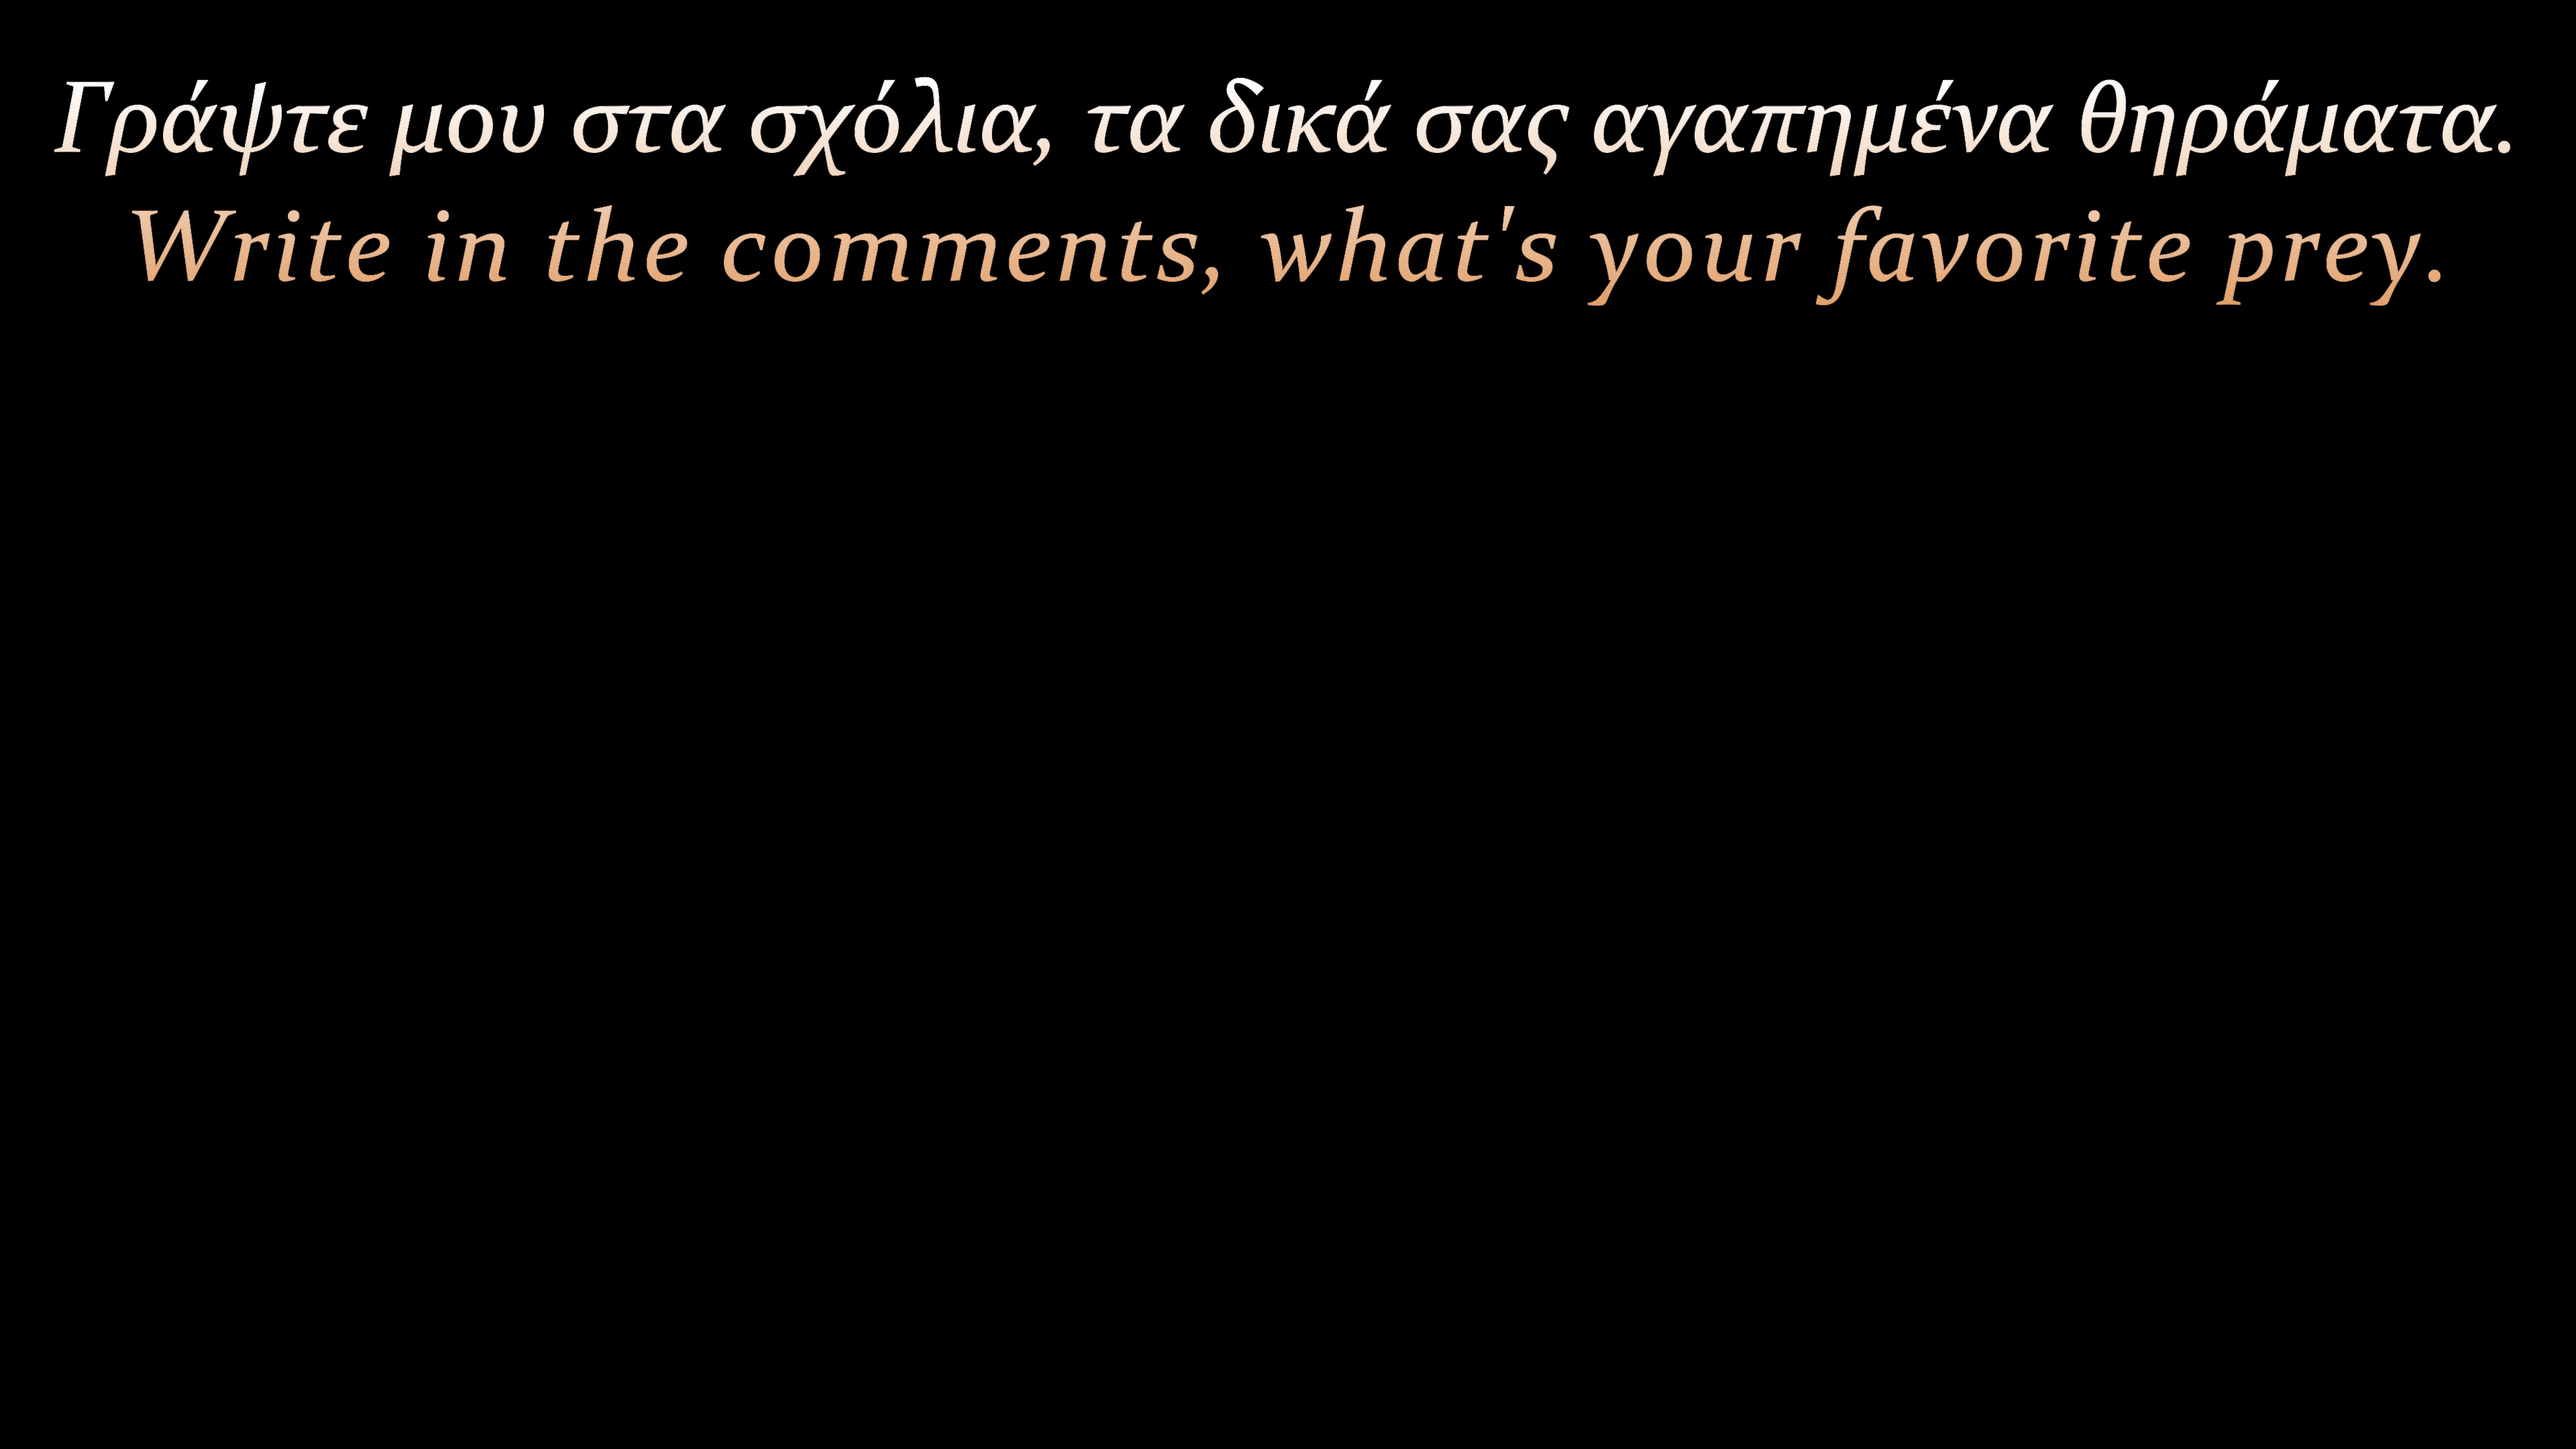 Γράψτε μου στα σχόλια, τα δικά σας αγαπημένα θηράματα.
Write in the comments, what's your favorite prey.